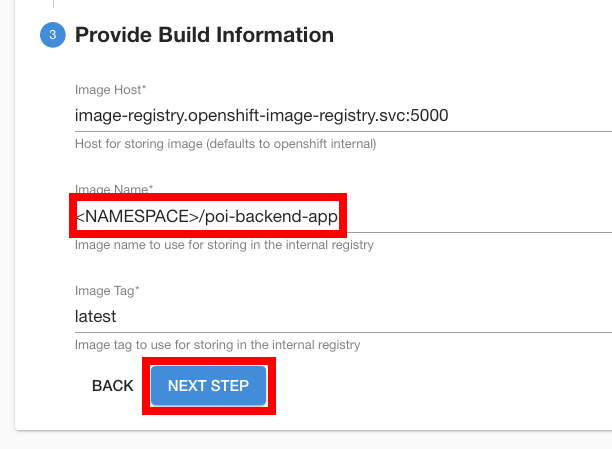 3 Provide Build Information
Image Host*
image-registry.openshift-image-registry.svc:5000
Host for storing image (defaults to openshift internal)
Image Name*
<NAMESPACE>/poi-backend-app
Image name to use for storing in the internal registry
Image Tag*
latest
Image tag to use for storing in the internal registry
BACK NEXT STEP